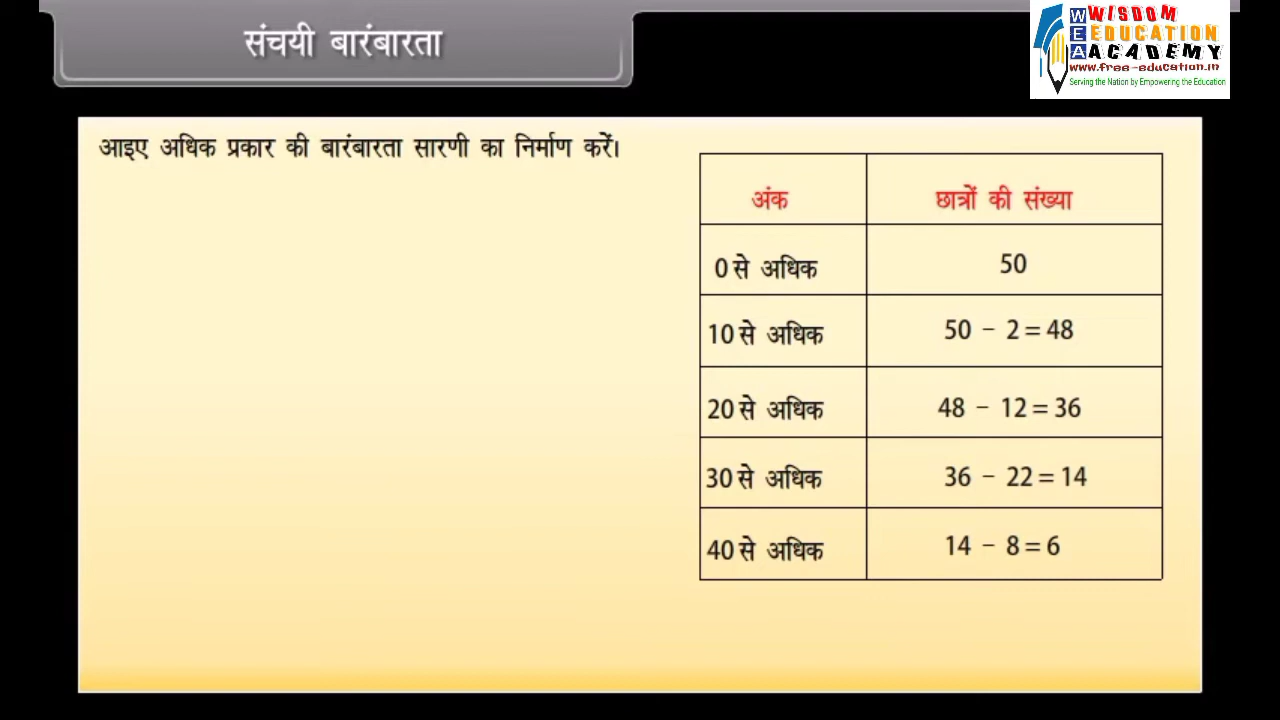 संचयी बारंबारता
WISDOM
WEA EDUCATION
ACADEMY
www.free-education.in
Serving the Nation by Empowering the Education
आइए अधिक प्रकार की बारंबारता सारणी का निर्माण करें।
अंक छात्रों की संख्या
0 से अधिक 50
10 से अधिक 50 - 2 = 48
20 से अधिक 48 - 12 = 36
30 से अधिक 36 - 22 = 14
40 से अधिक 14 - 8 = 6